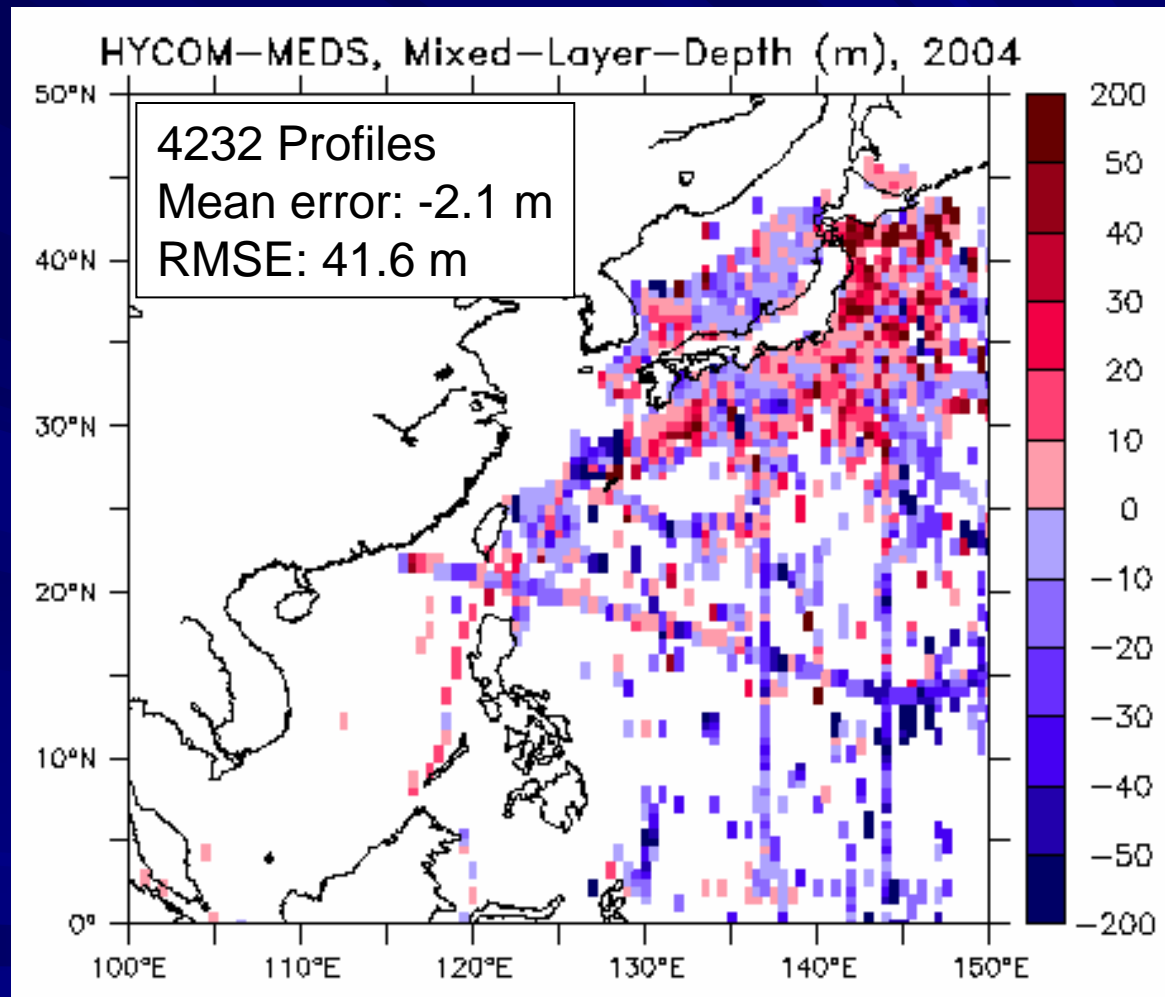 HYCOM−MEDS, Mixed−Layer−Depth (m), 2004
4232 Profiles
Mean error: -2.1 m
RMSE: 41.6 m
50°N
40°N
30°N
20°N
10°N
0°
100°E 110°E 120°E 130°E 140°E 150°E
200
50
40
30
20
10
0
−10
−20
−30
−40
−50
−200